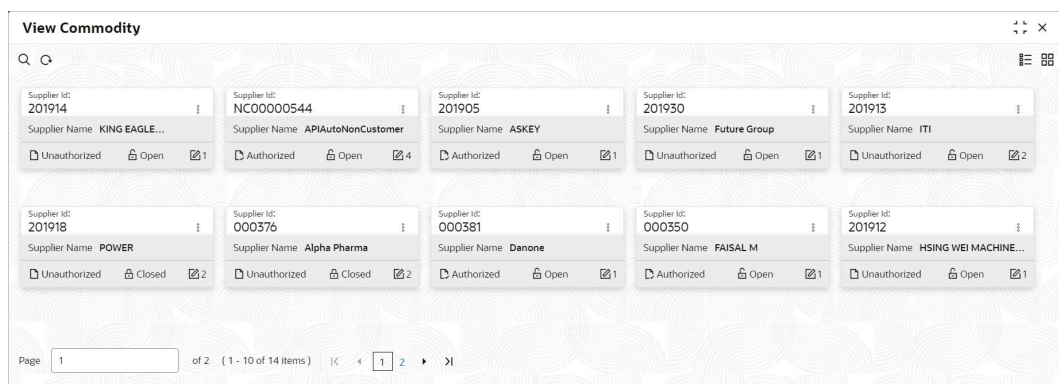 View Commodity
Supplier Id: Supplier Id: Supplier Id: Supplier Id: Supplier Id:
201914 NC00000544 201905 201930 201913
Supplier Name KING EAGLE... Supplier Name APIAutoNonCustomer Supplier Name ASKEY Supplier Name Future Group Supplier Name ITI
Unauthorized Open 1 Authorized Open 4 Authorized Open 1 Unauthorized Open 1 Unauthorized Open 2
Supplier Id: Supplier Id: Supplier Id: Supplier Id: Supplier Id:
201918 000376 000381 000350 201912
Supplier Name POWER Supplier Name Alpha Pharma Supplier Name Danone Supplier Name FAISAL M Supplier Name HSING WEI MACHINE...
Unauthorized Closed 2 Unauthorized Closed 2 Authorized Open 1 Authorized Open 1 Unauthorized Open 1
Page 1 of 2 ( 1 - 10 of 14 items ) 1 2